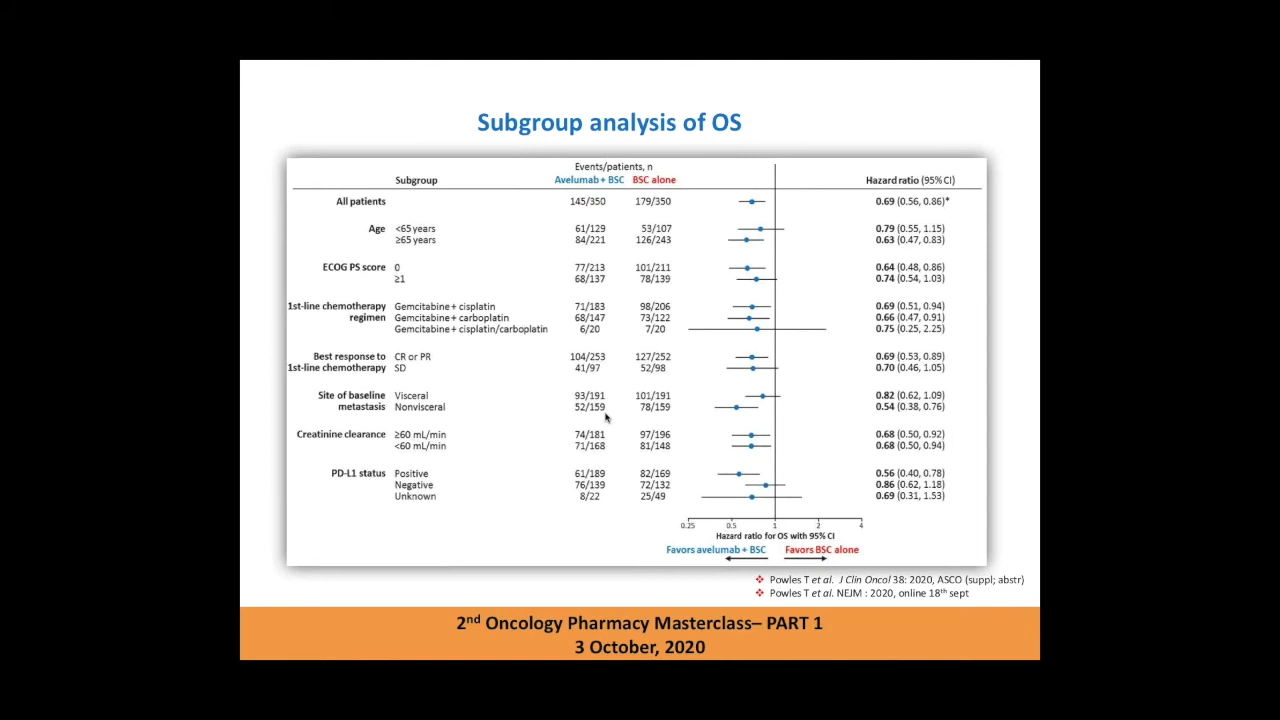 Subgroup analysis of OS
Events/patients, n
Subgroup Avelumab + BSC BSC alone Hazard ratio (95% CI)
All patients 145/350 179/350 0.69 (0.56, 0.86)*
Age <65 years 61/129 53/107 0.79 (0.55, 1.15)
≥65 years 84/221 126/243 0.63 (0.47, 0.83)
ECOG PS score 0 77/213 101/211 0.64 (0.48, 0.86)
≥1 68/137 78/139 0.74 (0.54, 1.03)
1st-line chemotherapy Gemcitabine + cisplatin 71/183 98/206 0.69 (0.51, 0.94)
regimen Gemcitabine + carboplatin 68/147 73/122 0.66 (0.47, 0.91)
Gemcitabine + cisplatin/carboplatin 6/20 7/20 0.75 (0.25, 2.25)
Best response to CR or PR 104/253 127/252 0.69 (0.53, 0.89)
1st-line chemotherapy SD 41/97 52/98 0.70 (0.46, 1.05)
Site of baseline Visceral 93/191 101/191 0.82 (0.62, 1.09)
metastasis Nonvisceral 52/159 78/159 0.54 (0.38, 0.76)
Creatinine clearance ≥60 mL/min 74/181 97/196 0.68 (0.50, 0.92)
<60 mL/min 71/168 81/148 0.68 (0.50, 0.94)
PD-L1 status Positive 61/189 82/169 0.56 (0.40, 0.78)
Negative 76/139 72/132 0.86 (0.62, 1.18)
Unknown 8/22 25/49 0.69 (0.31, 1.53)
0.25 0.5 1 2 4
Hazard ratio for OS with 95% CI
Favors avelumab + BSC Favors BSC alone
❖ Powles T et al. J Clin Oncol 38: 2020, ASCO (suppl; abstr)
❖ Powles T et al. NEJM : 2020, online 18th sept
2nd Oncology Pharmacy Masterclass– PART 1
3 October, 2020